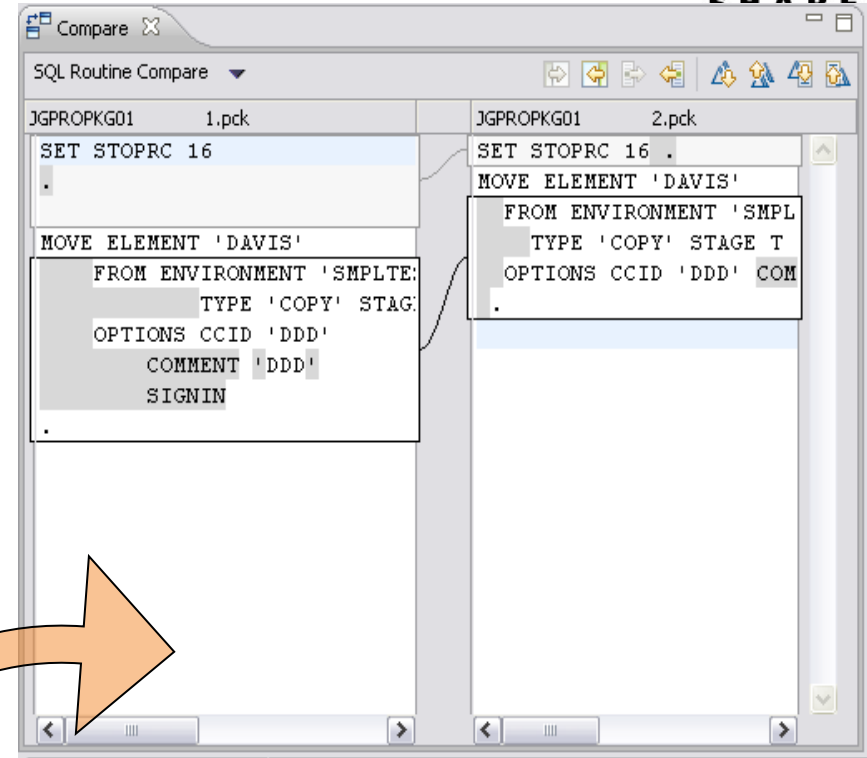 Compare
SQL Routine Compare
JGPROPKG01 1.pck
JGPROPKG01 2.pck
SET STOPRC 16
.
MOVE ELEMENT 'DAVIS'
FROM ENVIRONMENT 'SMPLTE
TYPE 'COPY' STAG
OPTIONS CCID 'DDD'
COMMENT 'DDD'
SIGNIN
.
SET STOPRC 16 .
MOVE ELEMENT 'DAVIS'
FROM ENVIRONMENT 'SMPL
TYPE 'COPY' STAGE T
OPTIONS CCID 'DDD' COM
.